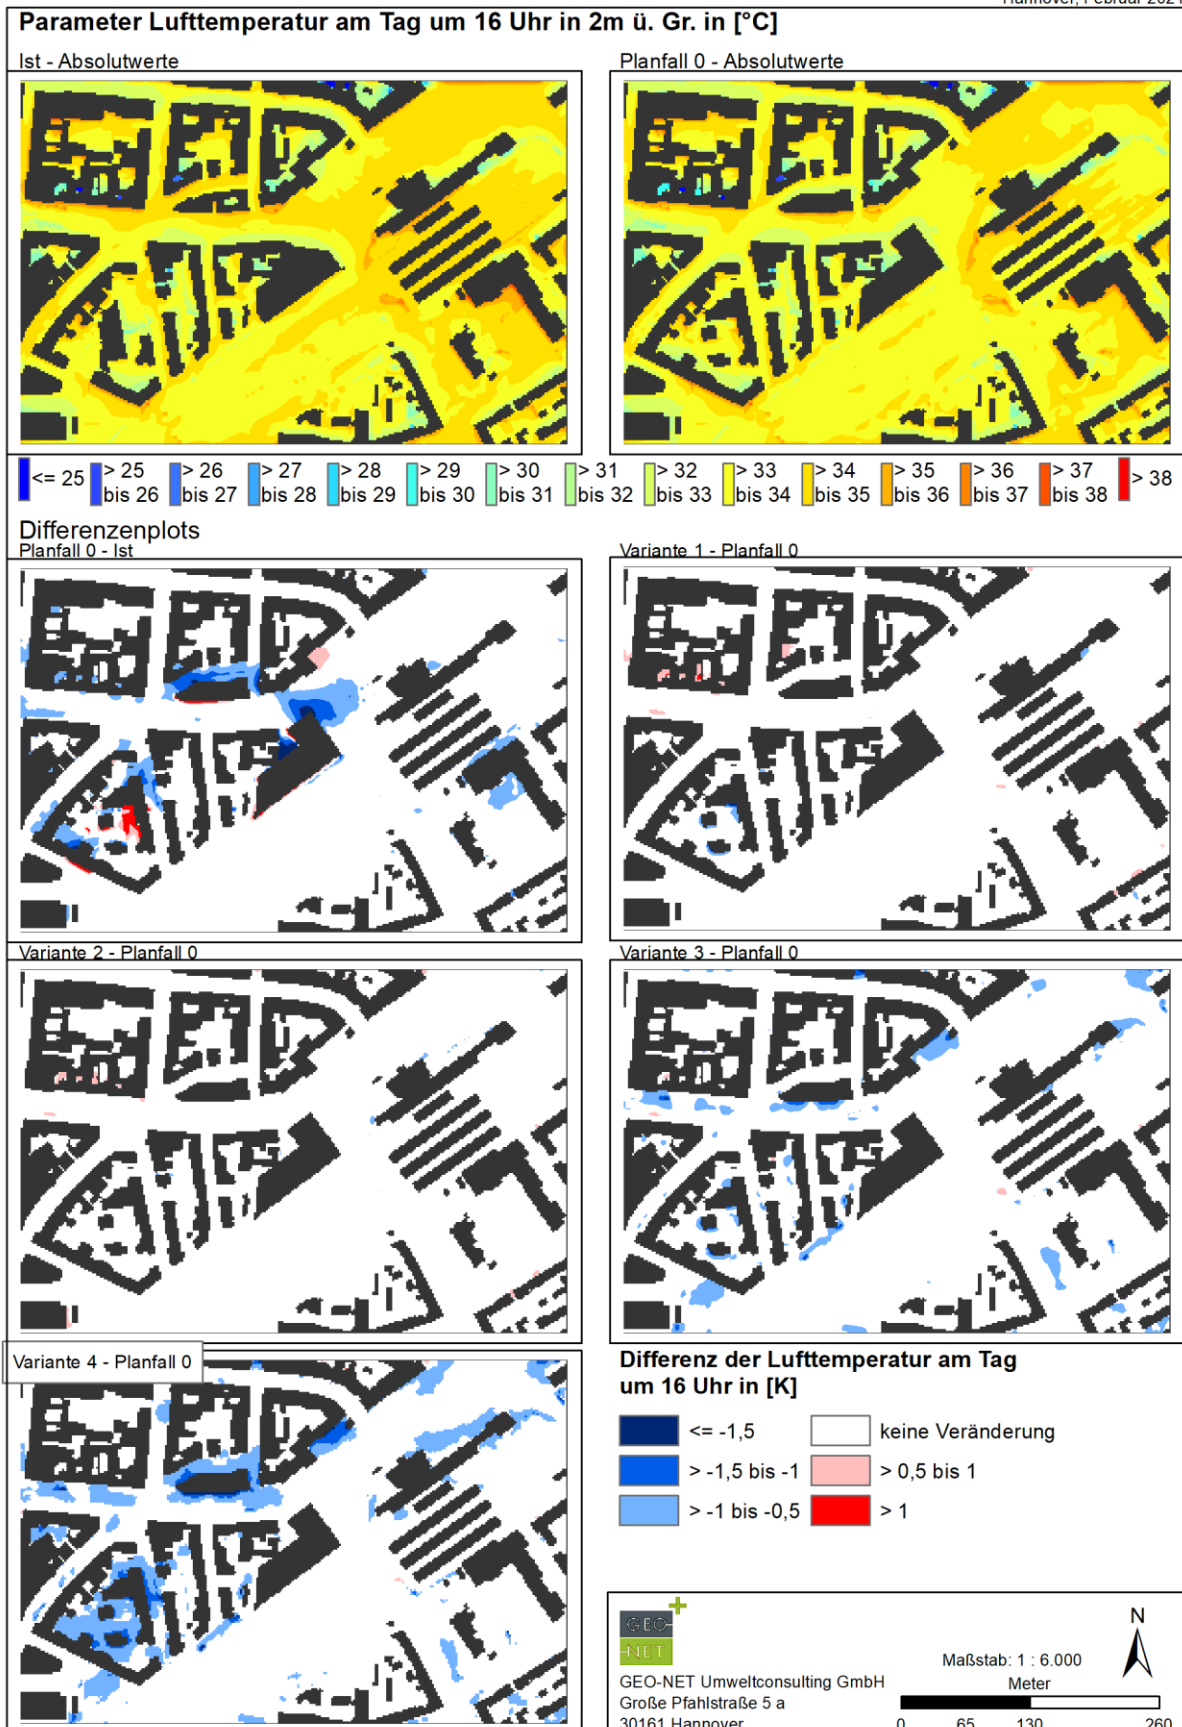 Hannover, Februar 2021
Parameter Lufttemperatur am Tag um 16 Uhr in 2m ü. Gr. in [°C]
Ist - Absolutwerte
Planfall 0 - Absolutwerte
<= 25
> 25 bis 26
> 26 bis 27
> 27 bis 28
> 28 bis 29
> 29 bis 30
> 30 bis 31
> 31 bis 32
> 32 bis 33
> 33 bis 34
> 34 bis 35
> 35 bis 36
> 36 bis 37
> 37 bis 38
> 38
Differenzenplots
Planfall 0 - Ist
Variante 1 - Planfall 0
Variante 2 - Planfall 0
Variante 3 - Planfall 0
Variante 4 - Planfall 0
Differenz der Lufttemperatur am Tag
um 16 Uhr in [K]
<= -1,5
keine Veränderung
> -1,5 bis -1
> 0,5 bis 1
> -1 bis -0,5
> 1
GEO-
NET
GEO-NET Umweltconsulting GmbH
Große Pfahlstraße 5 a
30161 Hannover
N
Maßstab: 1 : 6.000
Meter
0 65 130 260